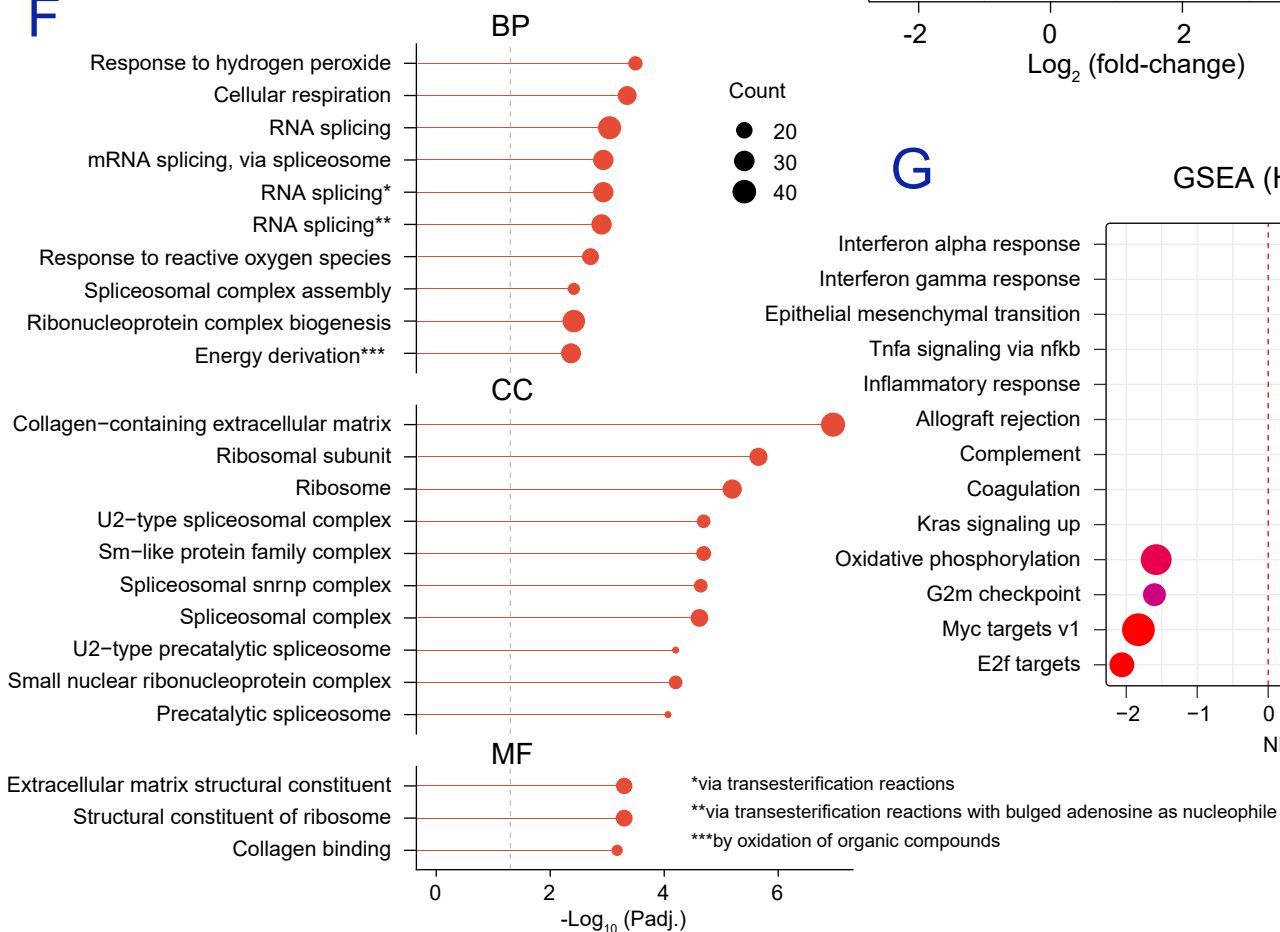 F
BP
Response to hydrogen peroxide
Cellular respiration
RNA splicing
mRNA splicing, via spliceosome
RNA splicing*
RNA splicing**
Response to reactive oxygen species
Spliceosomal complex assembly
Ribonucleoprotein complex biogenesis
Energy derivation***
Count
20
30
40
CC
Collagen−containing extracellular matrix
Ribosomal subunit
Ribosome
U2−type spliceosomal complex
Sm−like protein family complex
Spliceosomal snrnp complex
Spliceosomal complex
U2−type precatalytic spliceosome
Small nuclear ribonucleoprotein complex
Precatalytic spliceosome
MF
Extracellular matrix structural constituent
Structural constituent of ribosome
Collagen binding
0 2 4 6
-Log10 (Padj.)
*via transesterification reactions
**via transesterification reactions with bulged adenosine as nucleophile
***by oxidation of organic compounds
-2 0 2
Log2 (fold-change)
G
GSEA (H
Interferon alpha response
Interferon gamma response
Epithelial mesenchymal transition
Tnfa signaling via nfkb
Inflammatory response
Allograft rejection
Complement
Coagulation
Kras signaling up
Oxidative phosphorylation
G2m checkpoint
Myc targets v1
E2f targets
−2 −1 0